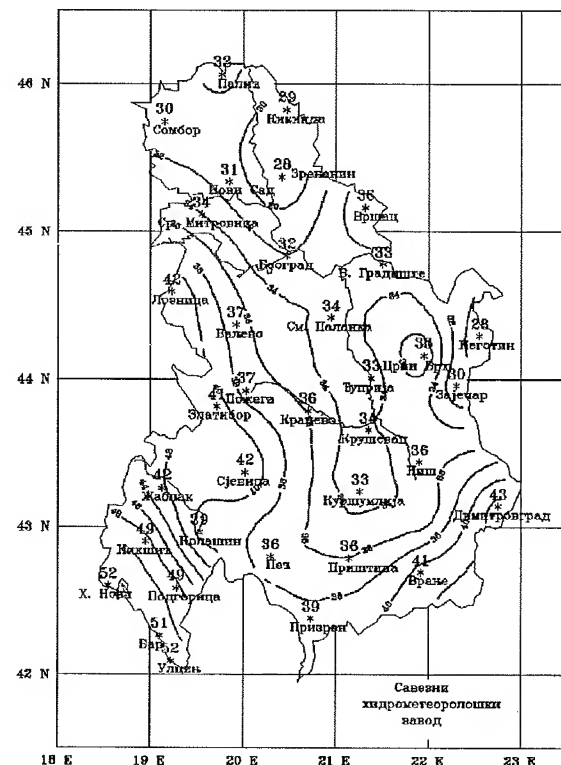 46 N
32
Палић
30
Сомбор
29
Кикинда
31
Нови Сад
28
Зрењанин
36
Вршец
45 N
34
Ср. Митровица
32
Београд
33
В. Градиште
42
Лозница
37
Ваљево
34
См. Паланка
38
Црни Врх
28
Неготин
44 N
33
Ћуприја
30
Зајечар
37
Пожега
41
Златибор
36
Краљево
34
Крушевац
42
Жабљак
42
Сјеница
33
Куршумлија
36
Ниш
43
Димитровград
43 N
39
Колашин
49
Никшић
36
Пећ
36
Приштина
41
Врање
52
Х. Нови
49
Подгорица
39
Призрен
51
Бар
52
Улцињ
42 N
Савезни
хидрометеоролошки
завод
18 E
19 E
20 E
21 E
22 E
23 E